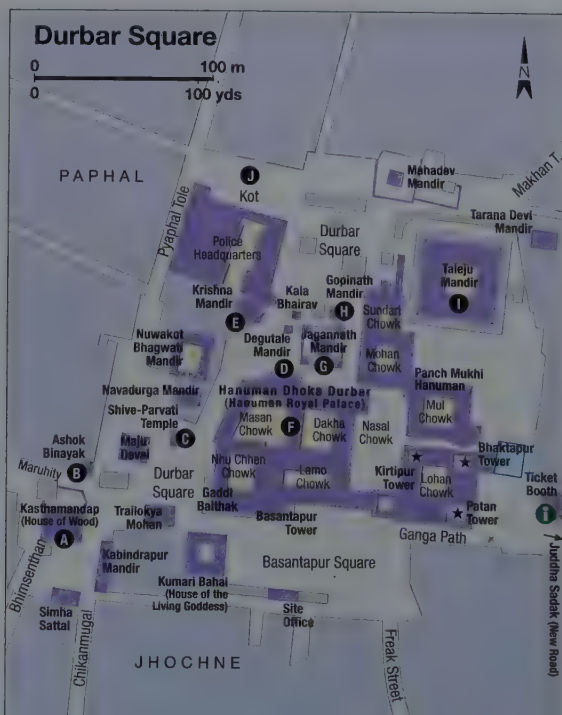 Durbar Square
0 100 m
0 100 yds
N
PAPHAL
J
Kot
Mahadev
Mandir
Makhan T.
Pyaphal Tole
Tarana Devi
Mandir
Police
Headquarters
Durbar
Square
Taleju
Mandir
I
Krishna
Mandir
E
Kala
Bhairav
Gopinath
Mandir
H
Sundari
Chowk
Nuwakot
Bhagwati
Mandir
Degutale
Mandir
D
Jagannath
Mandir
G
Mohan
Chowk
Panch Mukhi
Hanuman
Navadurga Mandir
Hanuman Dhoka Durbar
(Hanuman Royal Palace)
Mul
Chowk
Shive-Parvati
Temple
C
Masan
Chowk
F
Dakha
Chowk
Nasal
Chowk
Ashok
Binayak
B
Maju
Deval
Bhaktapur
Tower
Maruhity
Durbar
Square
Nhu Chhen
Chowk
Lamo
Chowk
Kirtipur
Tower
Lohan
Chowk
Ticket
Booth
i
Kasthamandap
(House of Wood)
A
Trailokya
Mohan
Gaddi
Baithak
Basantapur
Tower
Patan
Tower
Ganga Path
Bhimsenthan
Kabindrapur
Mandir
Kumari Bahal
(House of the
Living Goddess)
Basantapur Square
Juddha Sadak (New Road)
Simha
Sattal
Site
Office
Chikanmugal
JHOCHNE
Freak Street